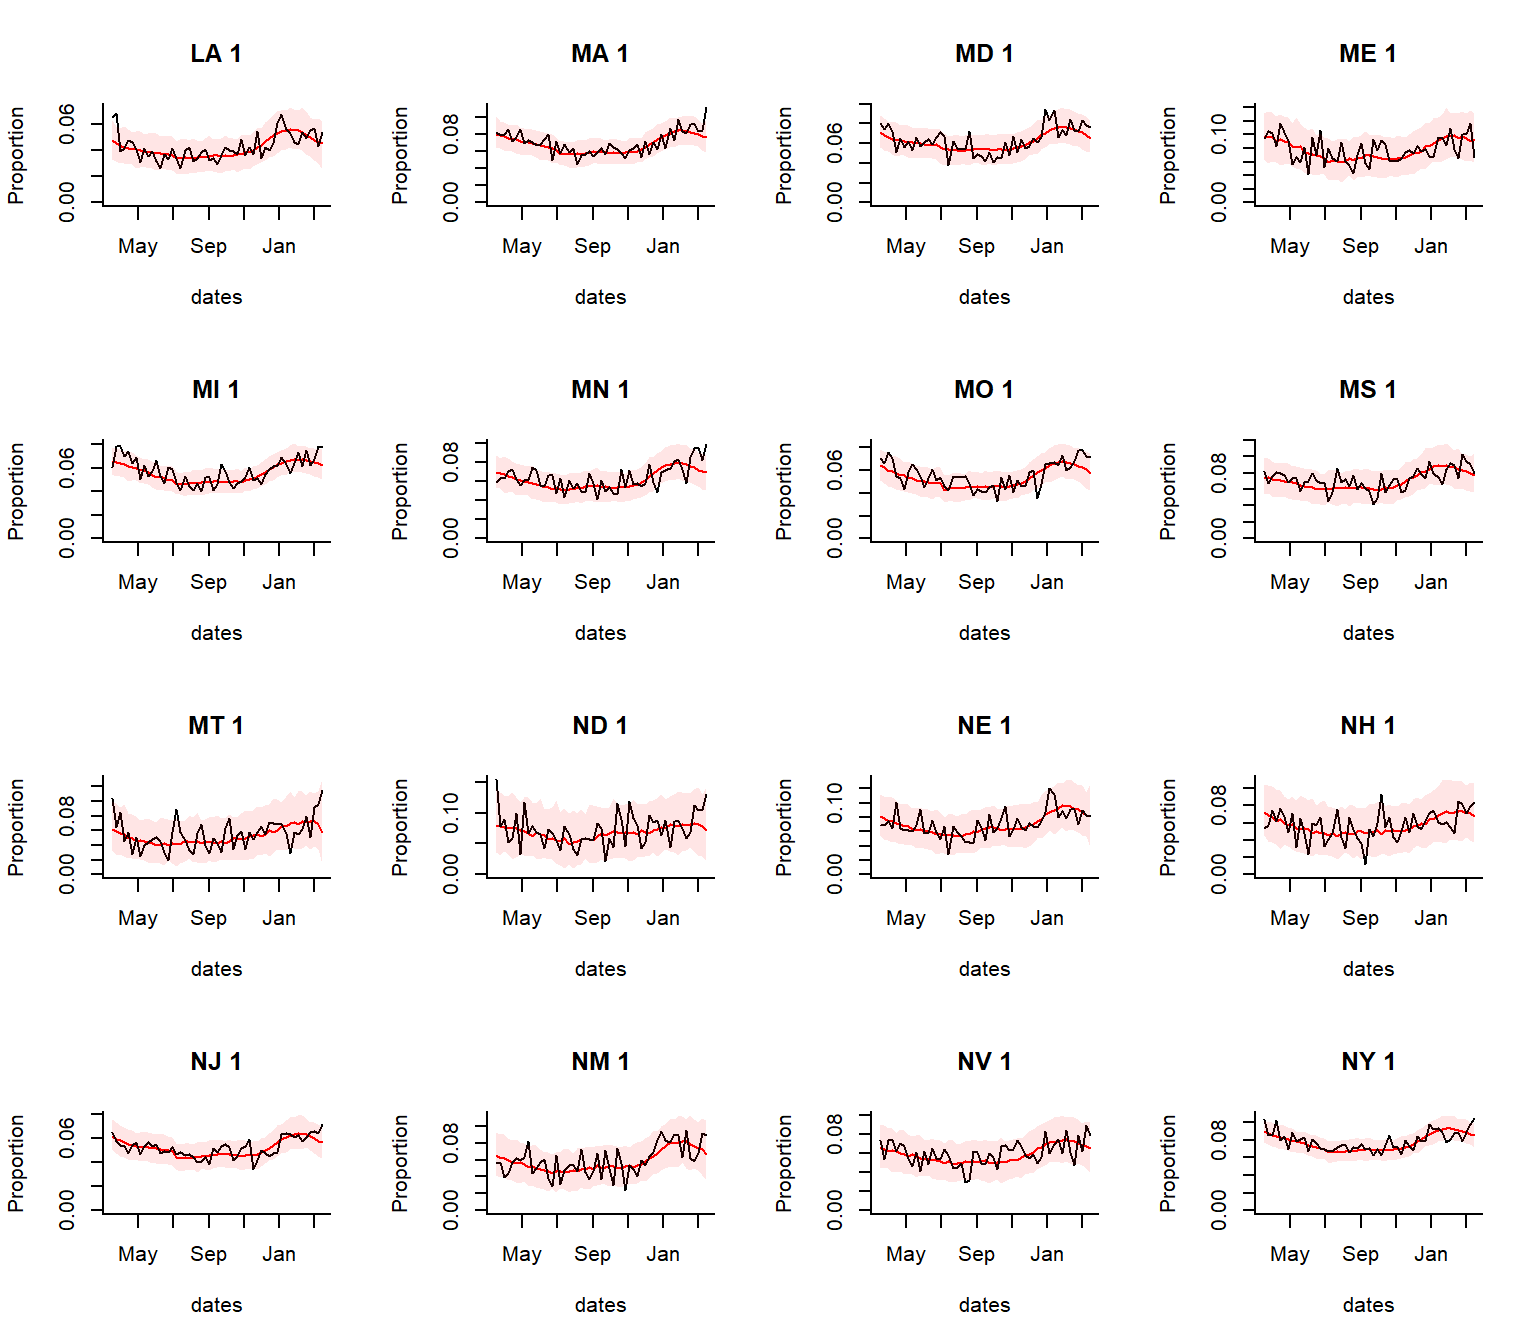 LA 1
MA 1
MD 1
ME 1
Proportion
0.00
0.06
Proportion
0.00
0.08
Proportion
0.00
0.06
Proportion
0.00
0.10
May Sep Jan
May Sep Jan
May Sep Jan
May Sep Jan
dates
dates
dates
dates
MI 1
MN 1
MO 1
MS 1
Proportion
0.00
0.06
Proportion
0.00
0.08
Proportion
0.00
0.06
Proportion
0.00
0.08
May Sep Jan
May Sep Jan
May Sep Jan
May Sep Jan
dates
dates
dates
dates
MT 1
ND 1
NE 1
NH 1
Proportion
0.00
0.08
Proportion
0.00
0.10
Proportion
0.00
0.10
Proportion
0.00
0.08
May Sep Jan
May Sep Jan
May Sep Jan
May Sep Jan
dates
dates
dates
dates
NJ 1
NM 1
NV 1
NY 1
Proportion
0.00
0.06
Proportion
0.00
0.08
Proportion
0.00
0.08
Proportion
0.00
0.08
May Sep Jan
May Sep Jan
May Sep Jan
May Sep Jan
dates
dates
dates
dates